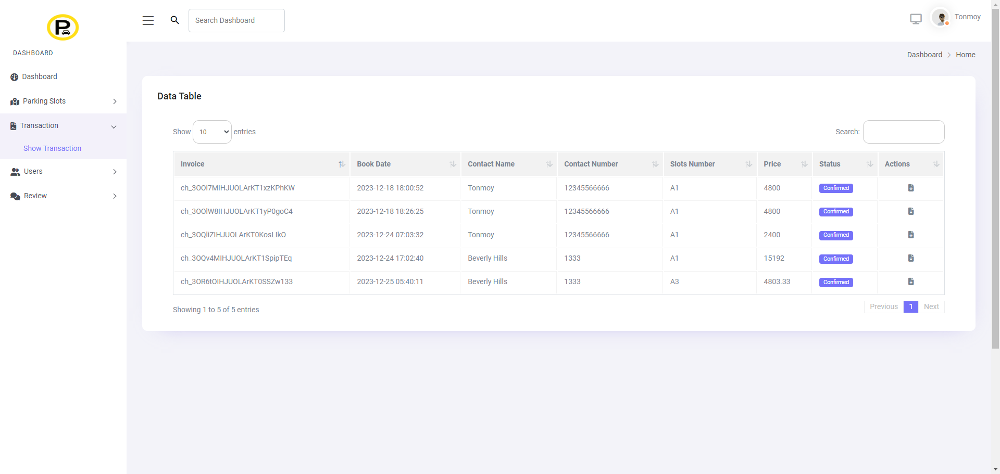 P
Search Dashboard
Tonmoy
DASHBOARD
Dashboard
Parking Slots
Transaction
Show Transaction
Users
Review
Dashboard > Home
Data Table
Show 10 entries
Search:
Invoice Book Date Contact Name Contact Number Slots Number Price Status Actions
ch_3OOl7MIHJUOLArKT1xzKPhKW 2023-12-18 18:00:52 Tonmoy 12345566666 A1 4800 Confirmed
ch_3OOlW8IHJUOLArKT1yP0goC4 2023-12-18 18:26:25 Tonmoy 12345566666 A1 4800 Confirmed
ch_3OQliZIHJUOLArKT0KosLIkO 2023-12-24 07:03:32 Tonmoy 12345566666 A1 2400 Confirmed
ch_3OQv4MIHJUOLArKT1SpipTEq 2023-12-24 17:02:40 Beverly Hills 1333 A1 15192 Confirmed
ch_3OR6tOIHJUOLArKT0SSZw133 2023-12-25 05:40:11 Beverly Hills 1333 A3 4803.33 Confirmed
Showing 1 to 5 of 5 entries
Previous 1 Next